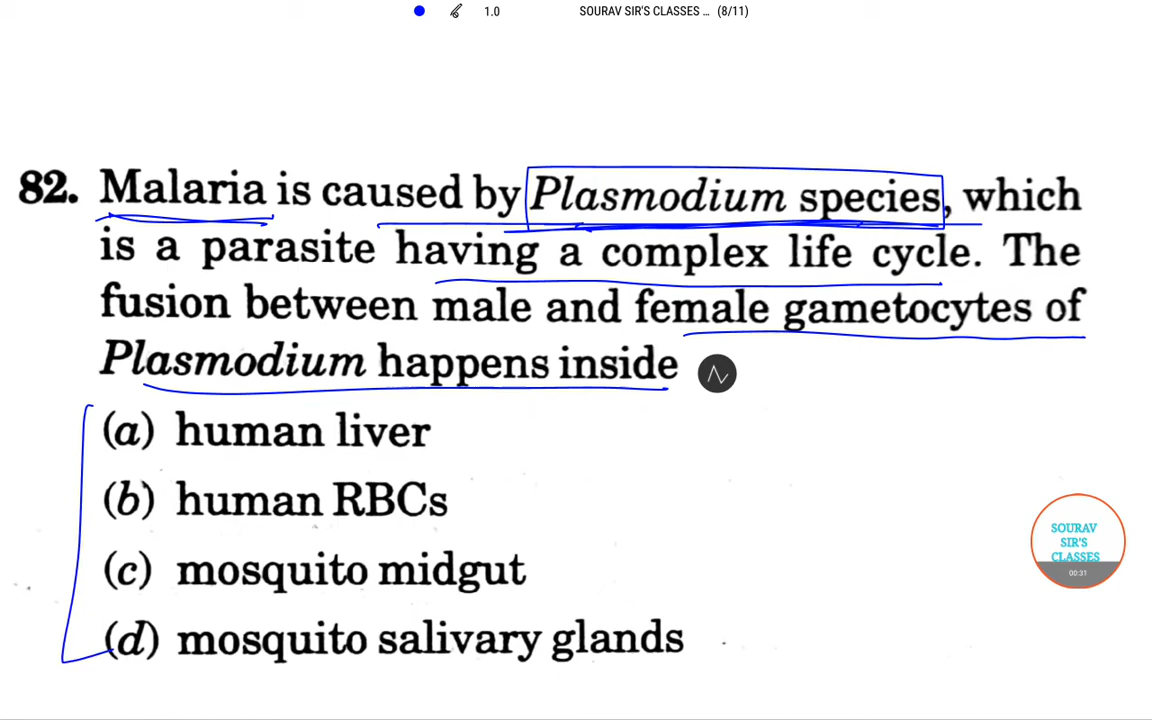 1.0 SOURAV SIR'S CLASSES ... (8/11)
82. Malaria is caused by Plasmodium species, which
is a parasite having a complex life cycle. The
fusion between male and female gametocytes of
Plasmodium happens inside
(a) human liver
(b) human RBCs
(c) mosquito midgut
(d) mosquito salivary glands
SOURAV
SIR'S
CLASSES
00:31